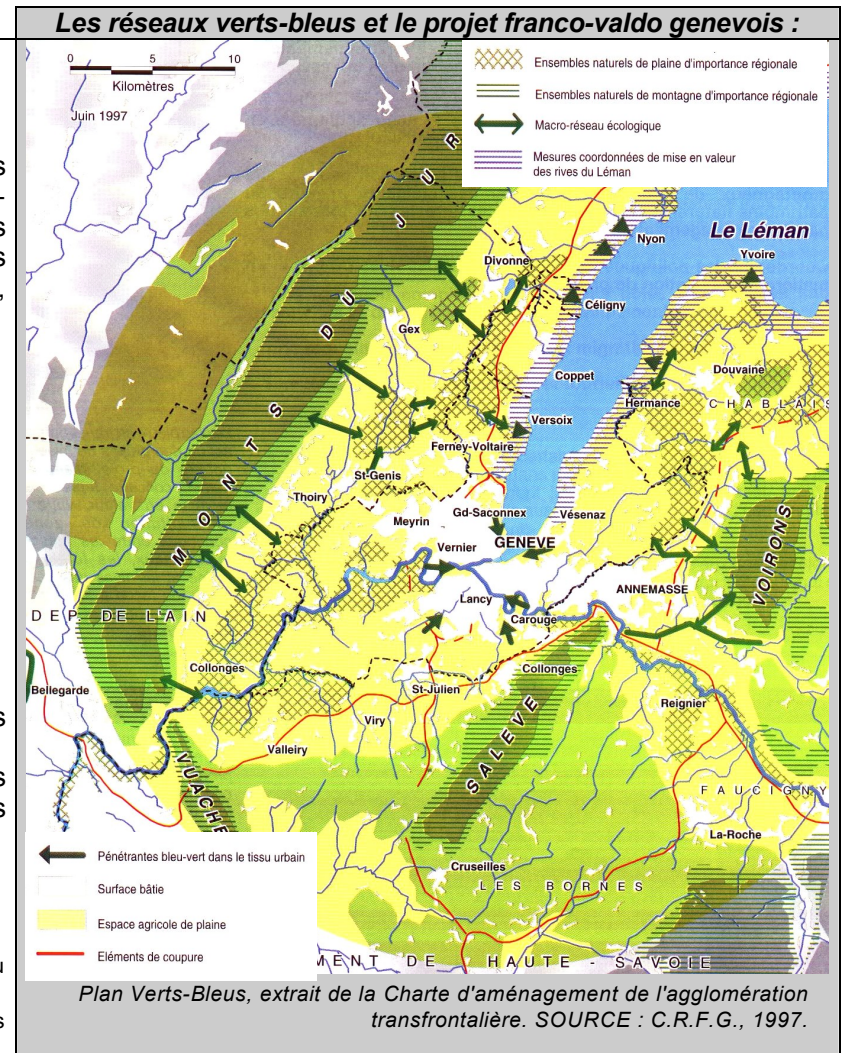 Les réseaux verts-bleus et le projet franco-valdo genevois :
0 5 10
Kilomètres
Juin 1997
Ensembles naturels de plaine d'importance régionale
Ensembles naturels de montagne d'importance régionale
Macro-réseau écologique
Mesures coordonnées de mise en valeur
des rives du Léman
MONTS DU JUR
Le Léman
Nyon
Yvoire
Divonne
Céligny
Gex
Coppet
Douvaine
Hermance
CHABLAIS
Versoix
Ferney-Voltaire
St-Genis
Thoiry
Meyrin
Gd-Saconnex
Vésenaz
Vernier
GENEVE
VOIRONS
Lancy
ANNEMASSE
Carouge
DEP. DE L'AIN
Collonges
Collonges
Bellegarde
St-Julien
Reignier
Viry
Valleiry
SALEVE
VUACHE
FAUCIGNY
La-Roche
Cruseilles
LES BORNES
MENT DE HAUTE - SAVOIE
Pénétrantes bleu-vert dans le tissu urbain
Surface bâtie
Espace agricole de plaine
Eléments de coupure
Plan Verts-Bleus, extrait de la Charte d'aménagement de l'agglomération
transfrontalière. SOURCE : C.R.F.G., 1997.